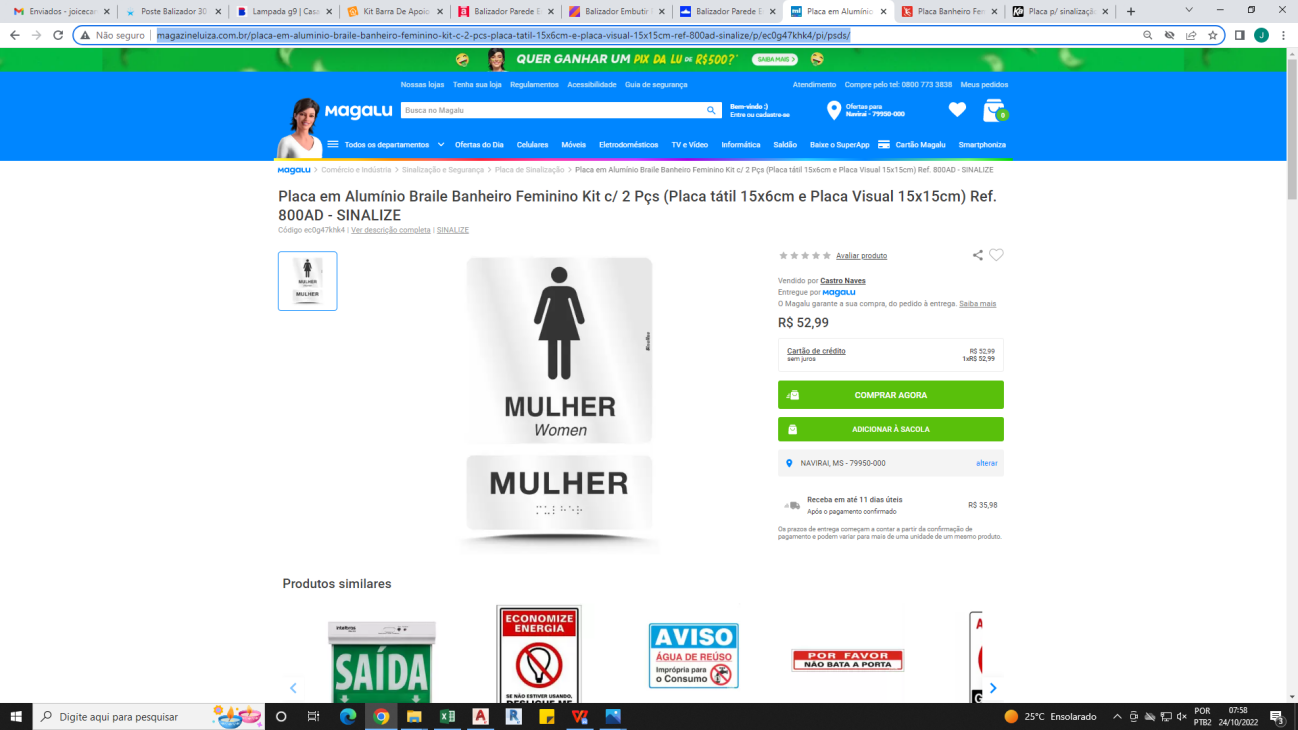 Enviados - joicecar
Poste Balizador 30
Lampada g9 | Casa
Kit Barra De Apoio
Balizador Parede E
Balizador Embutir
Balizador Parede E
Placa em Alumínio
Placa Banheiro Fem
Placa p/ sinalização
Não seguro
magazineluiza.com.br/placa-em-aluminio-braile-banheiro-feminino-kit-c-2-pcs-placa-tatil-15x6cm-e-placa-visual-15x15cm-ref-800ad-sinalize/p/ec0g47khk4/pi/psds/
QUER GANHAR UM PIX DA LU DE R$500?*
SAIBA MAIS
Nossas lojas Tenha sua loja Regulamentos Acessibilidade Guia de segurança Atendimento Compre pelo tel: 0800 773 3838 Meus pedidos
Magalu
Busca no Magalu
Bem-vindo :)
Entre ou cadastre-se
Ofertas para
Naviraí - 79950-000
0
Todos os departamentos Ofertas do Dia Celulares Móveis Eletrodomésticos TV e Vídeo Informática Saldão Baixe o SuperApp Cartão Magalu Smartphoniza
Magalu > Comércio e Indústria > Sinalização e Segurança > Placa de Sinalização > Placa em Alumínio Braile Banheiro Feminino Kit c/ 2 Pçs (Placa tátil 15x6cm e Placa Visual 15x15cm) Ref. 800AD - SINALIZE
Placa em Alumínio Braile Banheiro Feminino Kit c/ 2 Pçs (Placa tátil 15x6cm e Placa Visual 15x15cm) Ref.
800AD - SINALIZE
Código ec0g47khk4 | Ver descrição completa | SINALIZE
MULHER
MULHER
MULHER
Women
MULHER
Avaliar produto
Vendido por Castro Naves
Entregue por Magalu
O Magalu garante a sua compra, do pedido à entrega. Saiba mais
R$ 52,99
Cartão de crédito
sem juros
R$ 52,99
1xR$ 52,99
COMPRAR AGORA
ADICIONAR À SACOLA
NAVIRAI, MS - 79950-000
alterar
Receba em até 11 dias úteis
Após o pagamento confirmado
R$ 35,98
Os prazos de entrega começam a contar a partir da confirmação de
pagamento e podem variar para mais de uma unidade de um mesmo produto.
Produtos similares
intelbras
SAÍDA
ECONOMIZE
ENERGIA
SE NÃO ESTIVER USANDO,
DESLIGUE-ME
AVISO
ÁGUA DE REÚSO
Imprópria para
o Consumo
POR FAVOR
NÃO BATA A PORTA
Digite aqui para pesquisar
25°C Ensolarado
POR
PTB2
07:58
24/10/2022
3